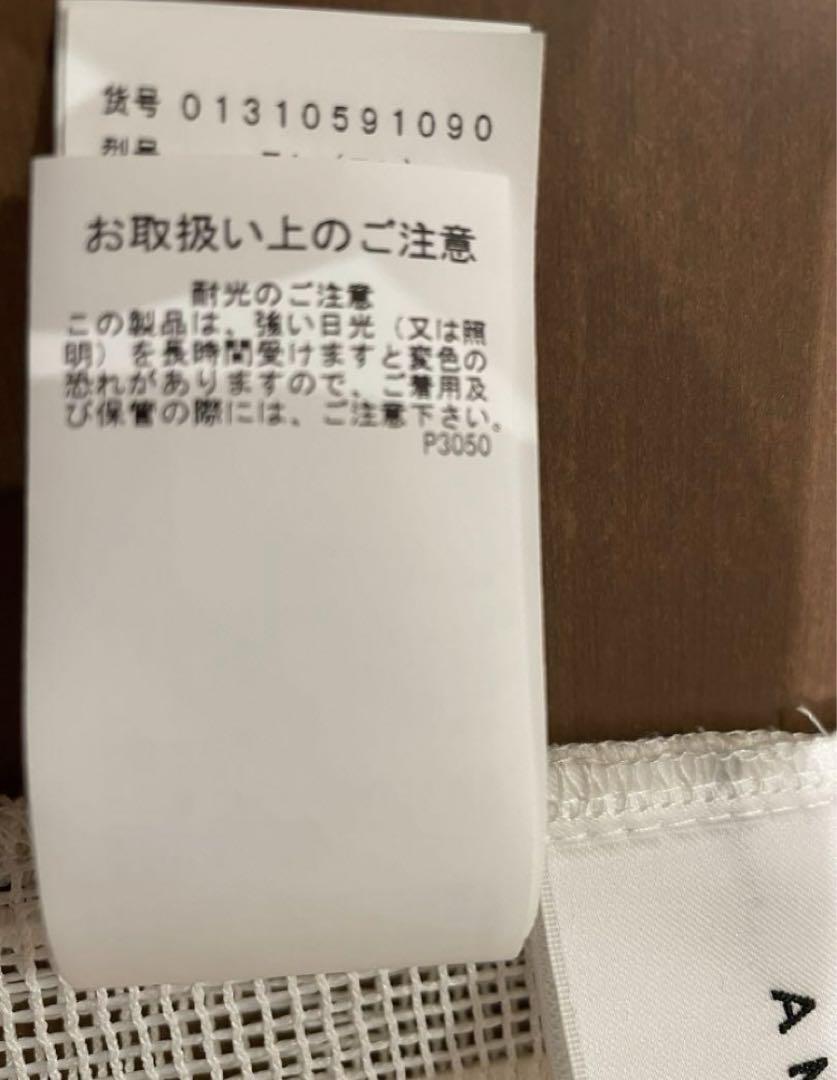 货号 01310591090
お取扱い上のご注意
耐光のご注意
この製品は、強い日光（又は照
明）を長時間受けますと変色の
恐れがありますので、ご着用及
び保管の際には、ご注意下さい。
P3050
A